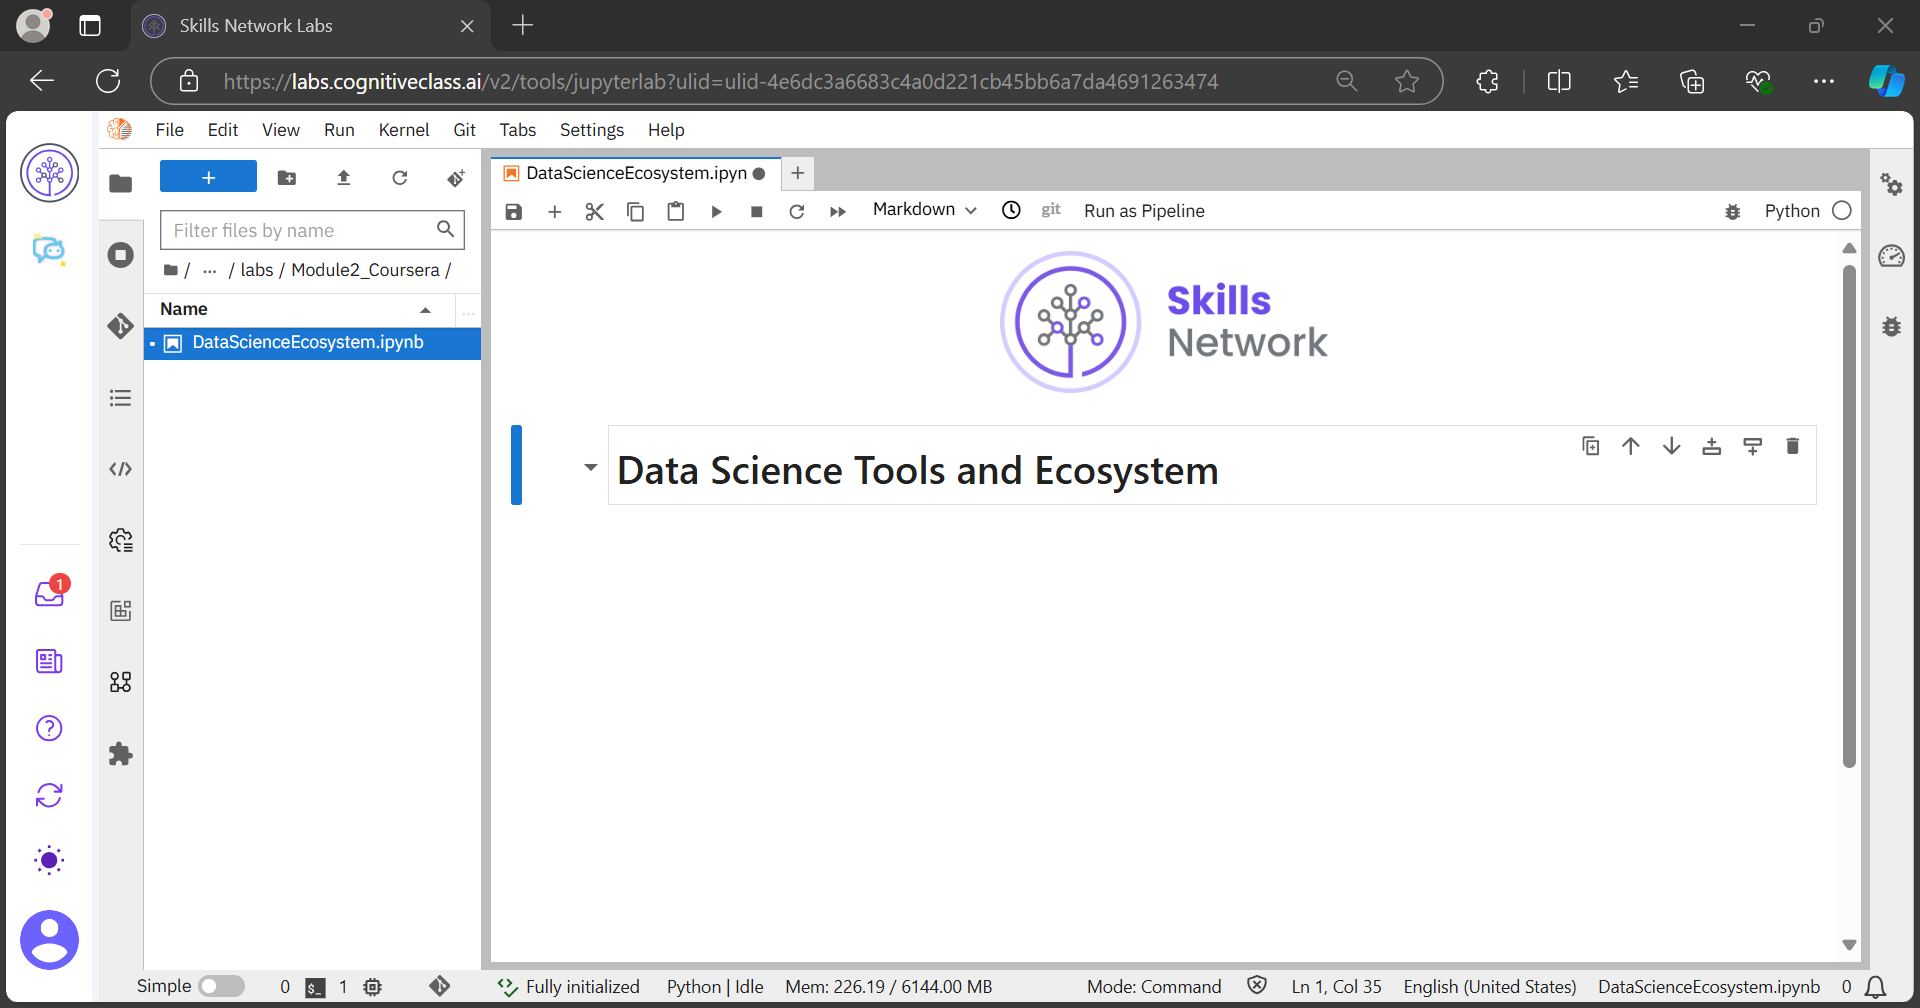 Skills Network Labs
https://labs.cognitiveclass.ai/v2/tools/jupyterlab?ulid=ulid-4e6dc3a6683c4a0d221cb45bb6a7da4691263474
File Edit View Run Kernel Git Tabs Settings Help
+
DataScienceEcosystem.ipyn
Filter files by name
/ ... / labs / Module2_Coursera /
Name
...
DataScienceEcosystem.ipynb
Markdown
git
Run as Pipeline
Python
Skills
Network
Data Science Tools and Ecosystem
1
Simple 0 $_ 1 Fully initialized Python | Idle Mem: 226.19 / 6144.00 MB Mode: Command Ln 1, Col 35 English (United States) DataScienceEcosystem.ipynb 0